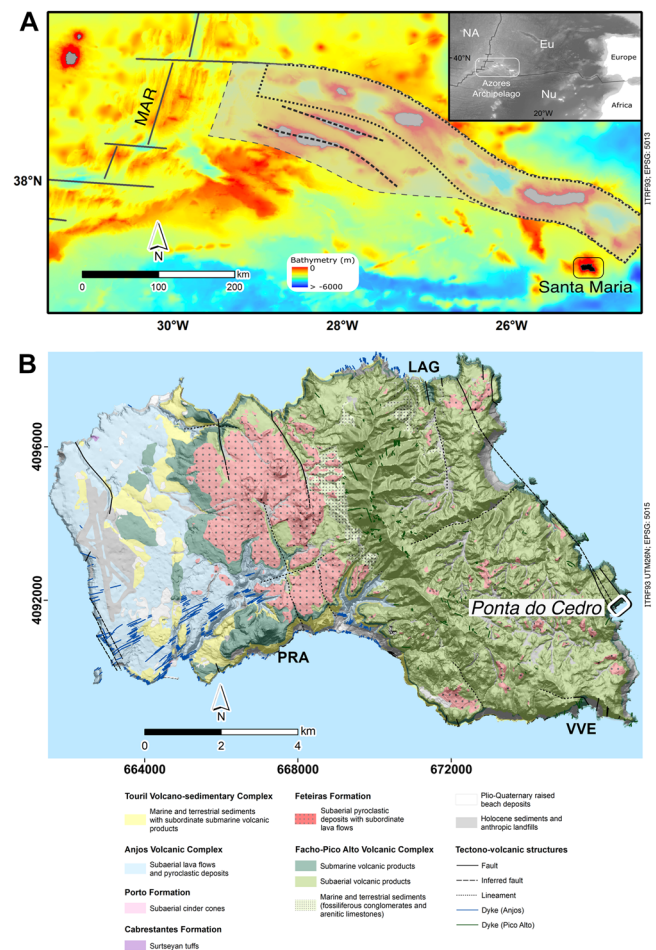 A
NA
Eu
40°N
Europe
Azores
Archipelago
Nu
Africa
20°W
MAR
38°N
ITRF93; EPSG: 5013
N
0 100 200 km
Bathymetry (m)
0
> -6000
Santa Maria
30°W 28°W 26°W
B
LAG
4096000
4092000
ITRF93 UTM26N; EPSG: 5015
Ponta do Cedro
PRA
VVE
N
km
0 2 4
664000 668000 672000
Touril Volcano-sedimentary Complex
Marine and terrestrial sediments
with subordinate submarine volcanic
products
Anjos Volcanic Complex
Subaerial lava flows
and pyroclastic deposits
Porto Formation
Subaerial cinder cones
Cabrestantes Formation
Surtseyan tuffs
Feteiras Formation
Subaerial pyroclastic
deposits with subordinate
lava flows
Facho-Pico Alto Volcanic Complex
Submarine volcanic products
Subaerial volcanic products
Marine and terrestrial sediments
(fossiliferous conglomerates and
arenitic limestones)
Plio-Quaternary raised
beach deposits
Holocene sediments and
anthropic landfills
Tectono-volcanic structures
Fault
Inferred fault
Lineament
Dyke (Anjos)
Dyke (Pico Alto)